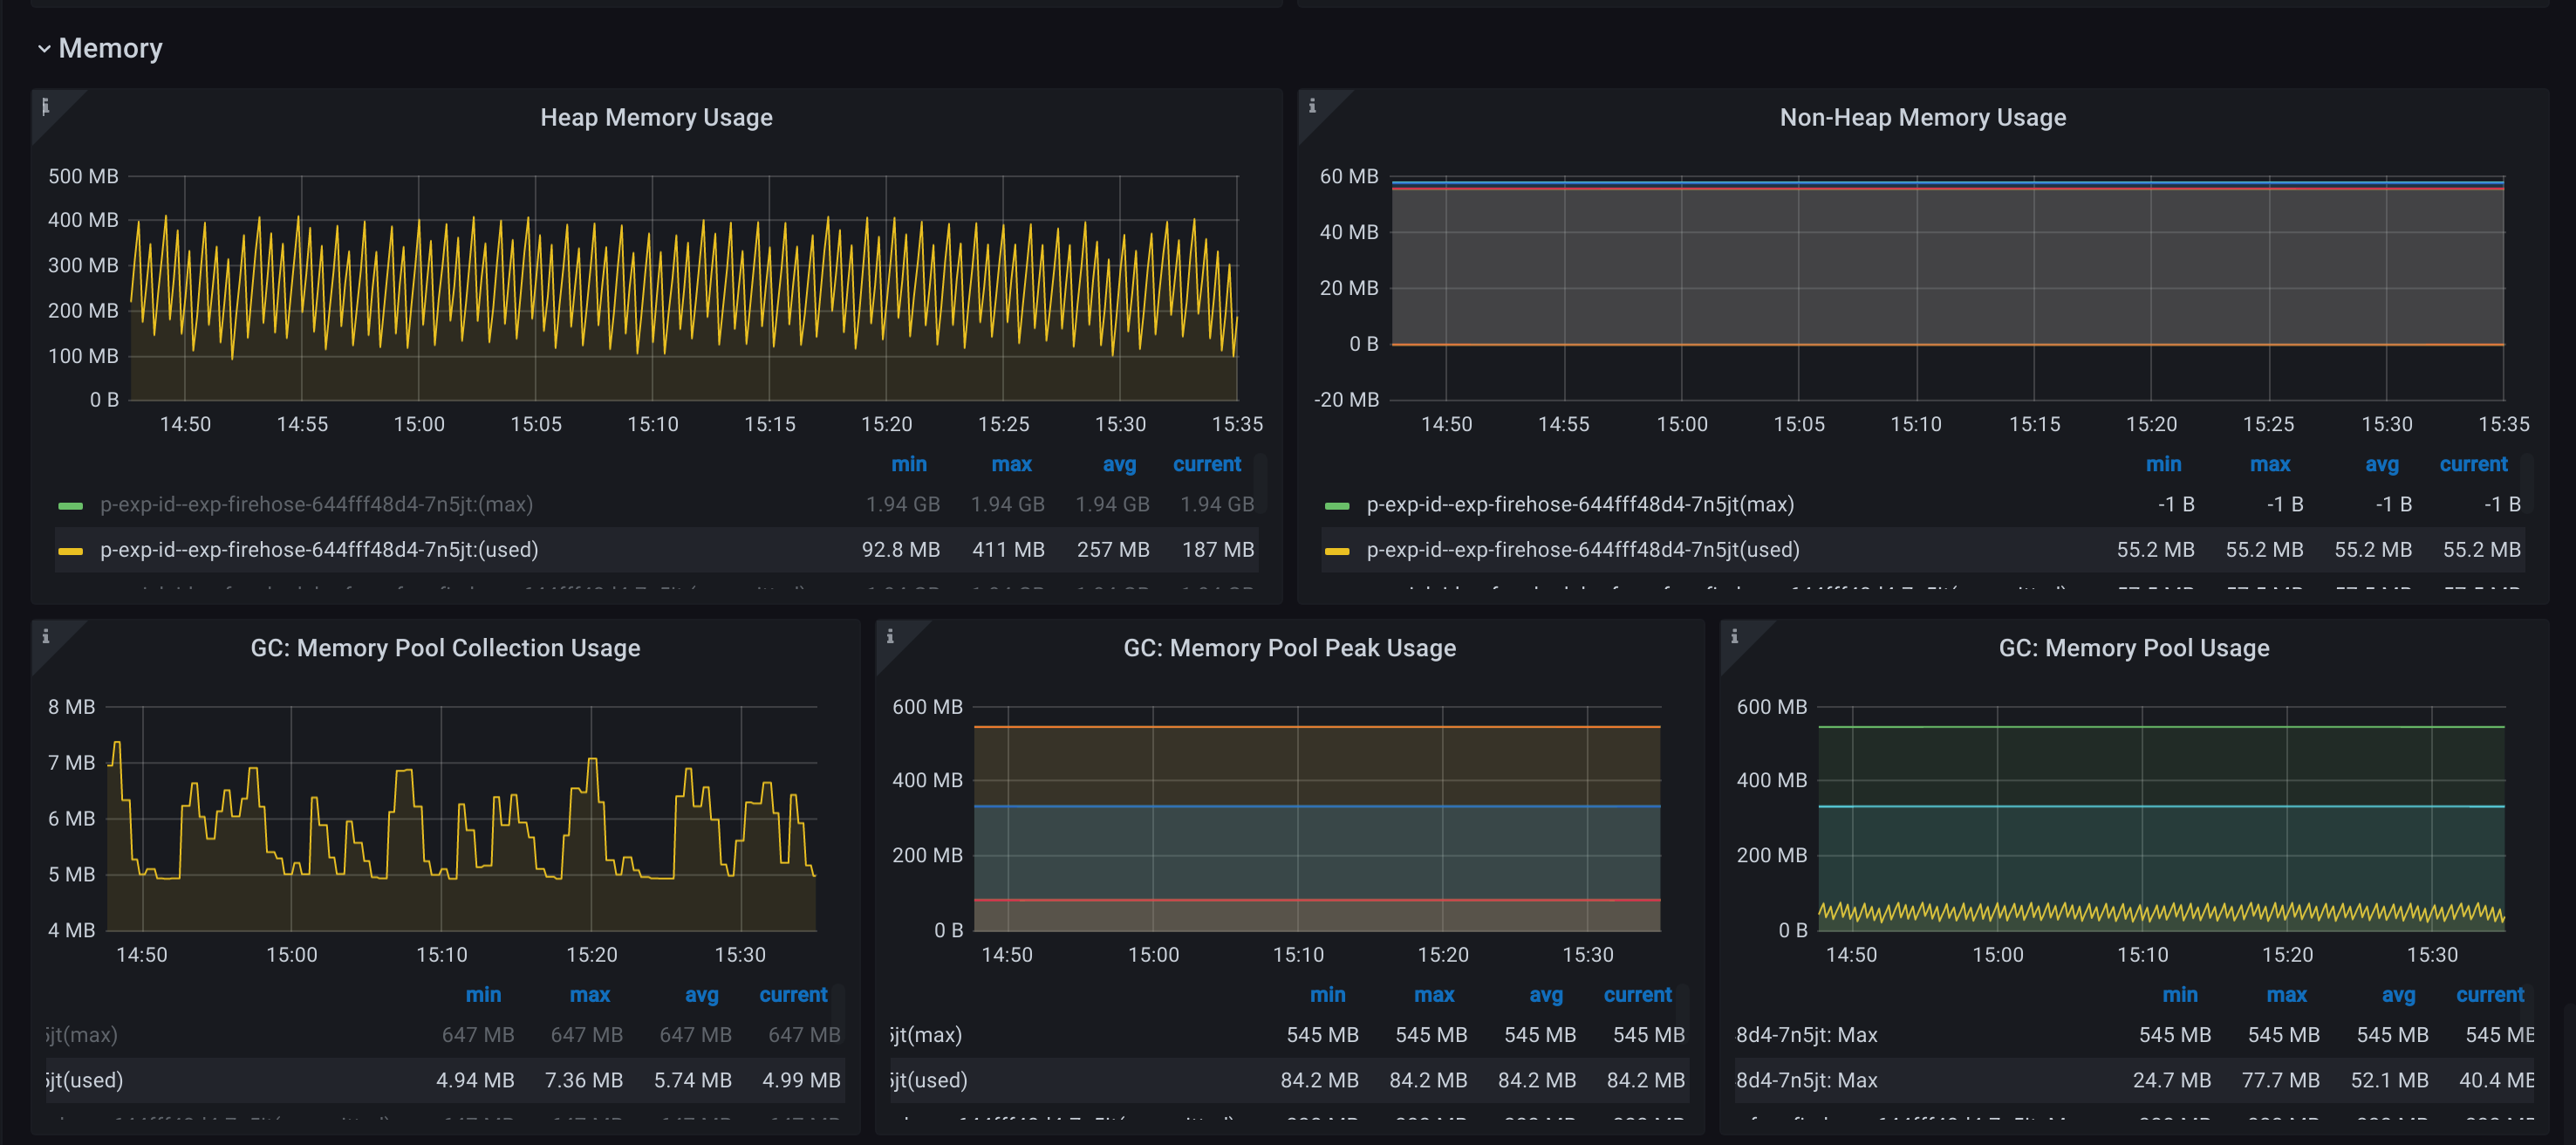 Memory
Heap Memory Usage
500 MB
400 MB
300 MB
200 MB
100 MB
0 B
14:50 14:55 15:00 15:05 15:10 15:15 15:20 15:25 15:30 15:35
min max avg current
p-exp-id--exp-firehose-644fff48d4-7n5jt:(max) 1.94 GB 1.94 GB 1.94 GB 1.94 GB
p-exp-id--exp-firehose-644fff48d4-7n5jt:(used) 92.8 MB 411 MB 257 MB 187 MB
Non-Heap Memory Usage
60 MB
40 MB
20 MB
0 B
-20 MB
14:50 14:55 15:00 15:05 15:10 15:15 15:20 15:25 15:30 15:35
min max avg current
p-exp-id--exp-firehose-644fff48d4-7n5jt(max) -1 B -1 B -1 B -1 B
p-exp-id--exp-firehose-644fff48d4-7n5jt(used) 55.2 MB 55.2 MB 55.2 MB 55.2 MB
GC: Memory Pool Collection Usage
8 MB
7 MB
6 MB
5 MB
4 MB
14:50 15:00 15:10 15:20 15:30
min max avg current
5jt(max) 647 MB 647 MB 647 MB 647 MB
5jt(used) 4.94 MB 7.36 MB 5.74 MB 4.99 MB
GC: Memory Pool Peak Usage
600 MB
400 MB
200 MB
0 B
14:50 15:00 15:10 15:20 15:30
min max avg current
5jt(max) 545 MB 545 MB 545 MB 545 MB
5jt(used) 84.2 MB 84.2 MB 84.2 MB 84.2 MB
GC: Memory Pool Usage
600 MB
400 MB
200 MB
0 B
14:50 15:00 15:10 15:20 15:30
min max avg current
8d4-7n5jt: Max 545 MB 545 MB 545 MB 545 MB
8d4-7n5jt: Max 24.7 MB 77.7 MB 52.1 MB 40.4 MB